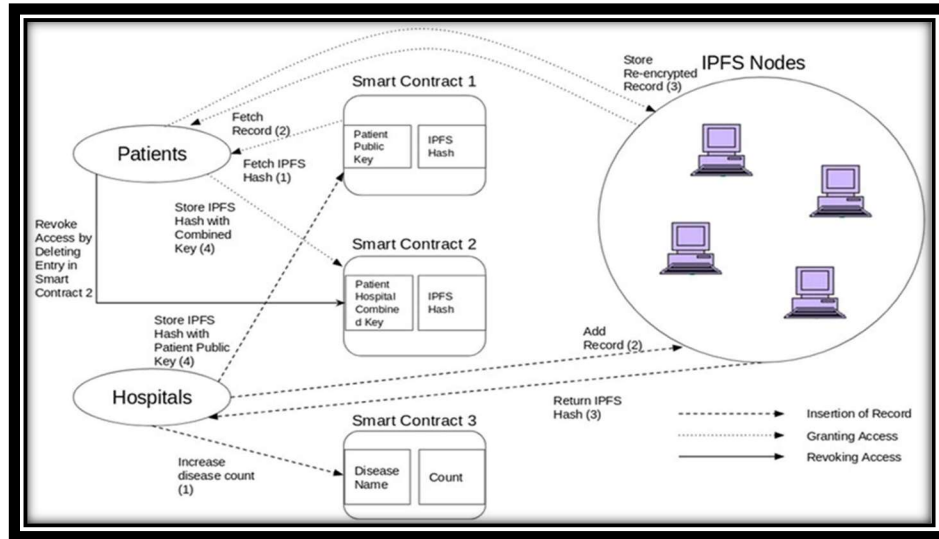 Store
Re-encrypted
Record (3)
IPFS Nodes
Smart Contract 1
Fetch
Record (2)
Patient
Public
Key
IPFS
Hash
Patients
Fetch IPFS
Hash (1)
Store IPFS
Hash with
Combined
Key (4)
Revoke
Access by
Deleting
Entry in
Smart
Contract 2
Smart Contract 2
Patient
Hospital
Combine
d Key
IPFS
Hash
Store IPFS
Hash with
Patient Public
Key (4)
Add
Record (2)
Hospitals
Return IPFS
Hash (3)
Smart Contract 3
Disease
Name
Count
Increase
disease count
(1)
Insertion of Record
Granting Access
Revoking Access